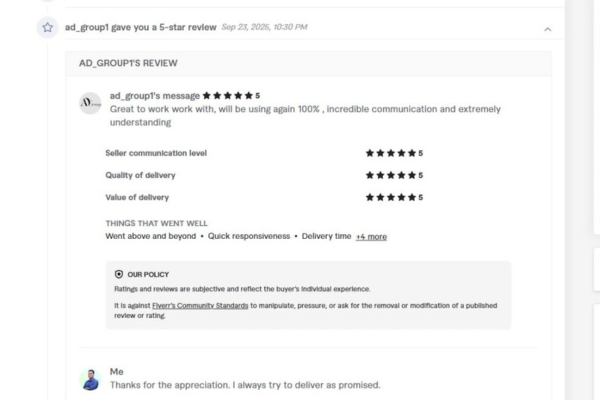 ad_group1 gave you a 5-star review Sep 23, 2025, 10:30 PM
AD_GROUP1'S REVIEW
ad_group1's message ★★★★★ 5
Great to work work with, will be using again 100% , incredible communication and extremely
understanding
Seller communication level ★★★★★ 5
Quality of delivery ★★★★★ 5
Value of delivery ★★★★★ 5
THINGS THAT WENT WELL
Went above and beyond • Quick responsiveness • Delivery time +4 more
OUR POLICY
Ratings and reviews are subjective and reflect the buyer's individual experience.
It is against Fiverr's Community Standards to manipulate, pressure, or ask for the removal or modification of a published
review or rating.
Me
Thanks for the appreciation. I always try to deliver as promised.